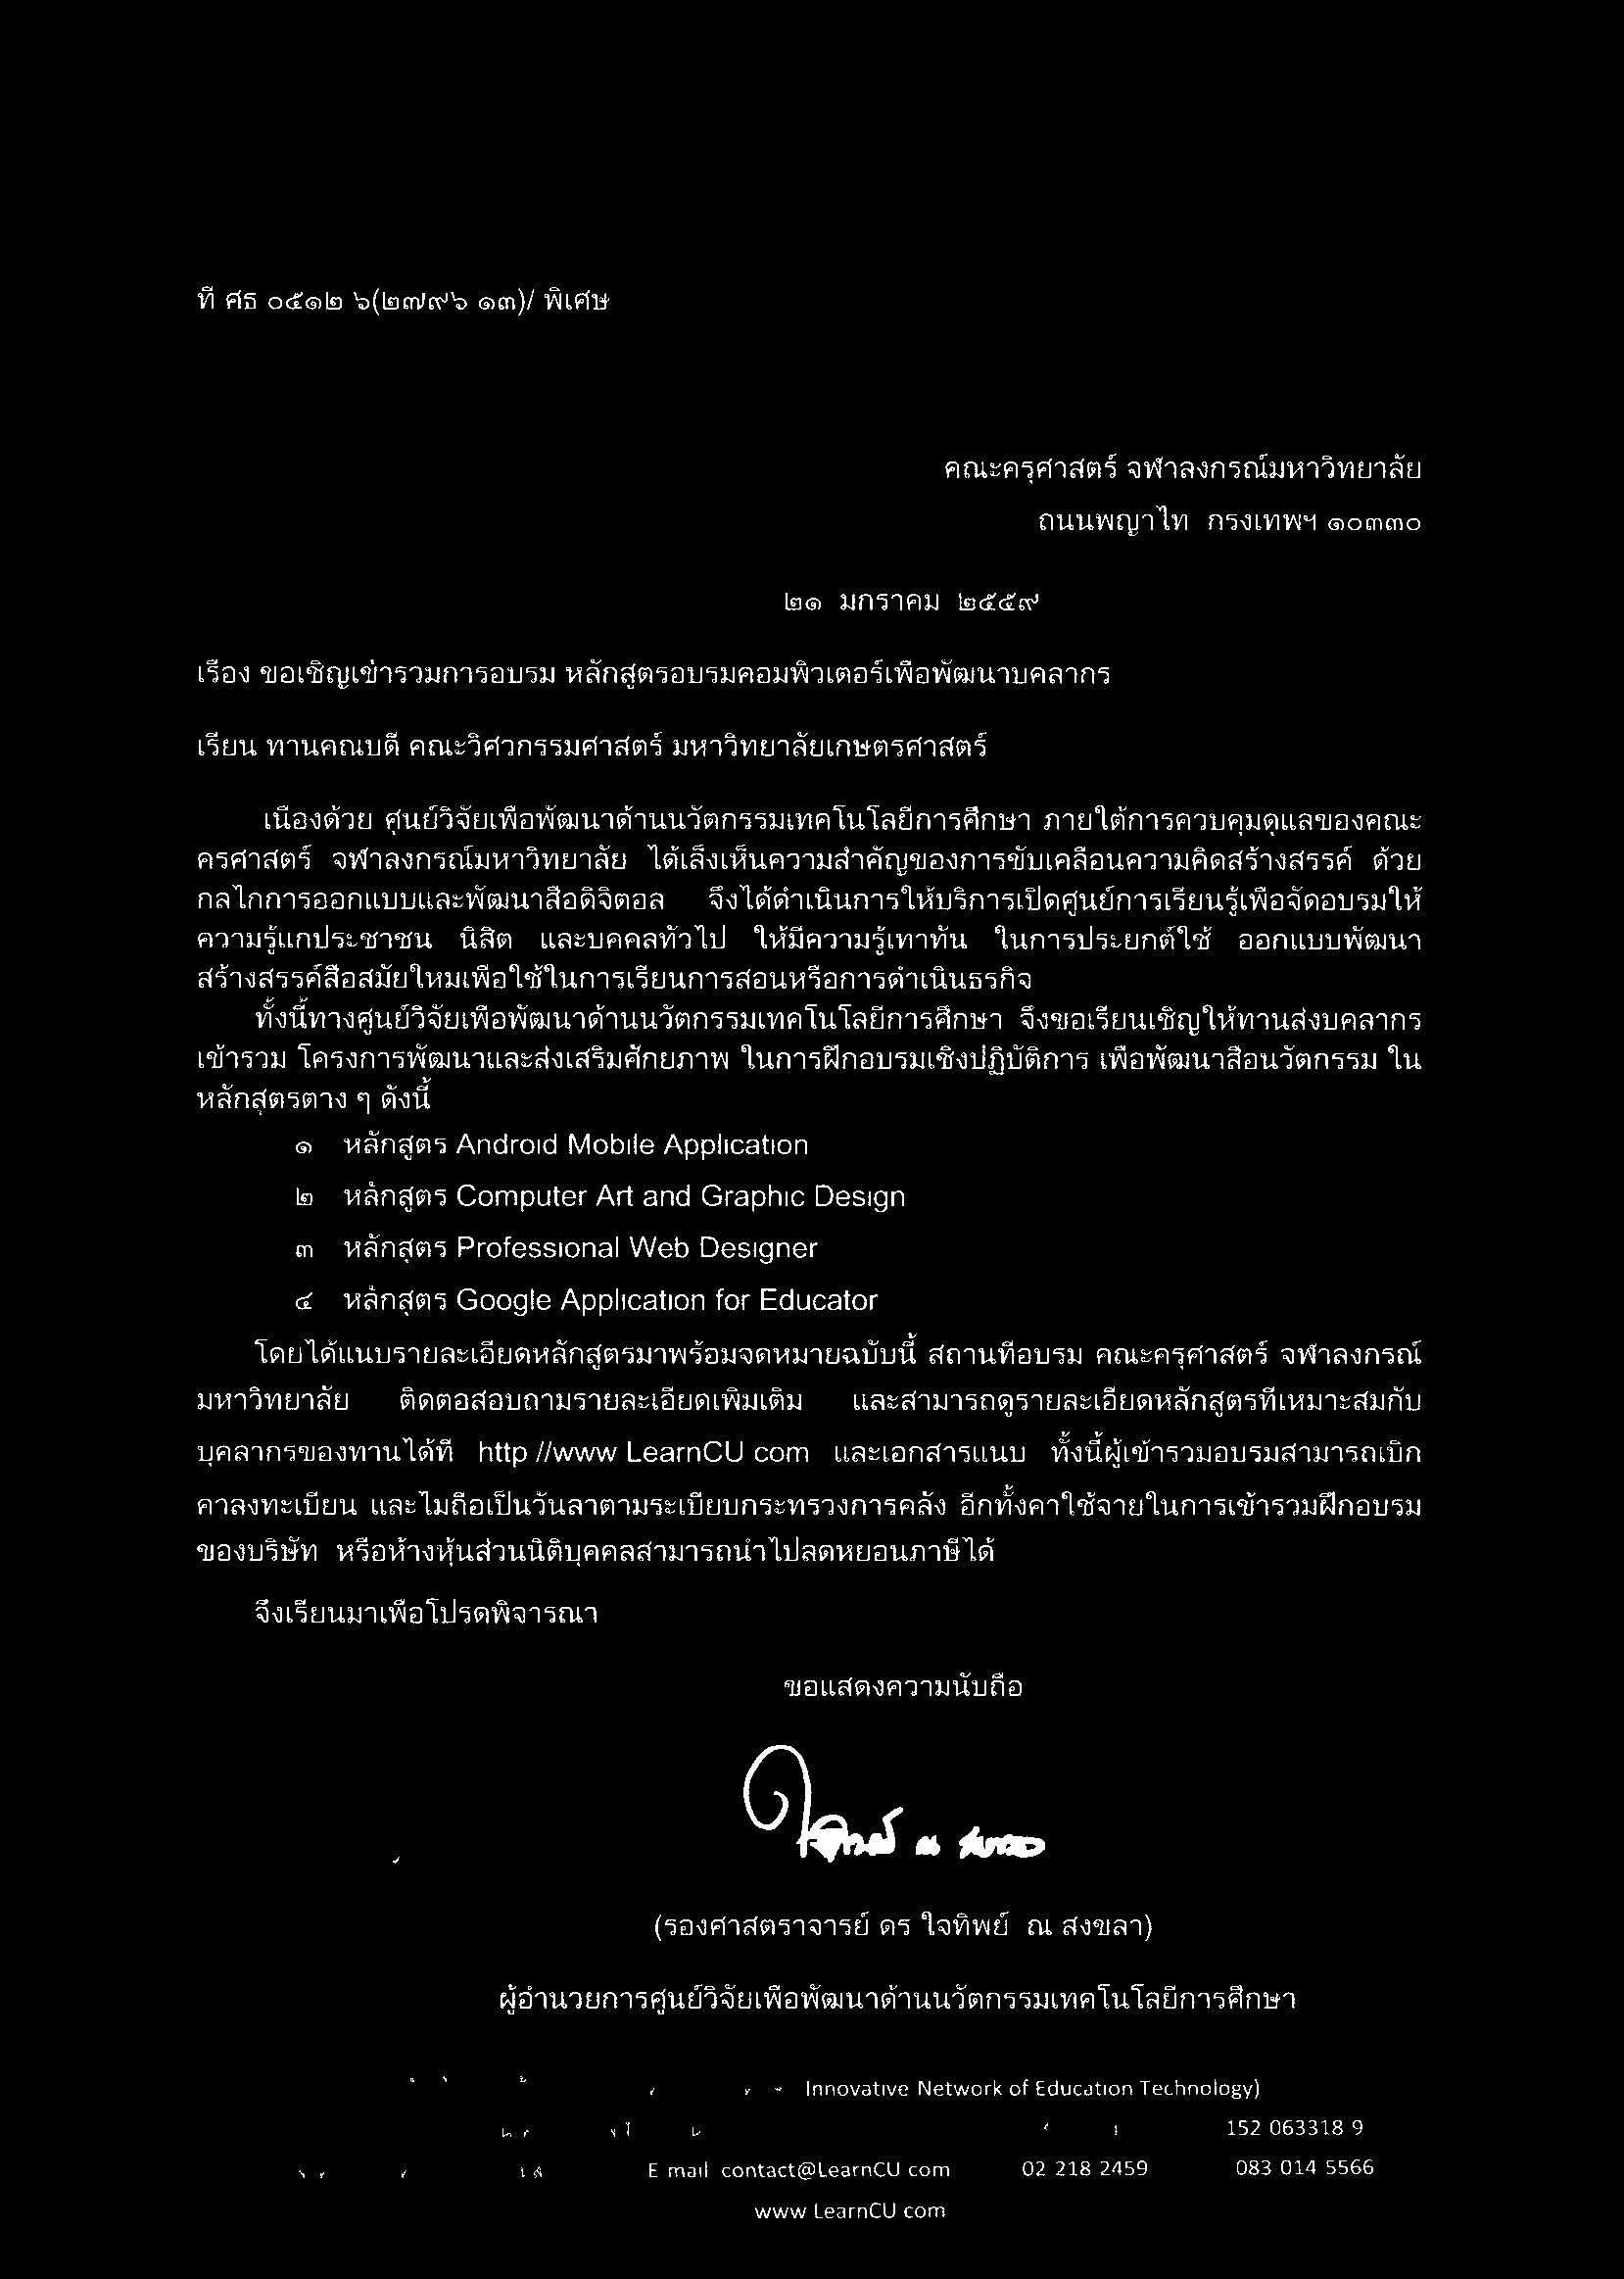 ที่ ศธ ๐๕๑๒ ๖(๒๗๙๖ ๑๓)/ พิเศษ
คณะครุศาสตร์ จุฬาลงกรณ์มหาวิทยาลัย
ถนนพญาไท กรุงเทพฯ ๑๐๓๓๐
๒๑ มกราคม ๒๕๕๙
เรื่อง ขอเชิญเข้าร่วมการอบรม หลักสูตรอบรมคอมพิวเตอร์เพื่อพัฒนาบุคลากร
เรียน ท่านคณบดี คณะวิศวกรรมศาสตร์ มหาวิทยาลัยเกษตรศาสตร์
เนื่องด้วย ศูนย์วิจัยเพื่อพัฒนาด้านนวัตกรรมเทคโนโลยีการศึกษา ภายใต้การควบคุมดูแลของคณะ
ครุศาสตร์ จุฬาลงกรณ์มหาวิทยาลัย ได้เล็งเห็นความสำคัญของการขับเคลื่อนความคิดสร้างสรรค์ ด้วย
กลไกการออกแบบและพัฒนาสื่อดิจิตอล จึงได้ดำเนินการให้บริการเปิดศูนย์การเรียนรู้เพื่อจัดอบรมให้
ความรู้แก่ประชาชน นิสิต และบุคคลทั่วไป ให้มีความรู้เท่าทัน ในการประยุกต์ใช้ ออกแบบพัฒนา
สร้างสรรค์สื่อสมัยใหม่เพื่อใช้ในการเรียนการสอนหรือการดำเนินธุรกิจ
ทั้งนี้ทางศูนย์วิจัยเพื่อพัฒนาด้านนวัตกรรมเทคโนโลยีการศึกษา จึงขอเรียนเชิญให้ท่านส่งบุคลากร
เข้าร่วม โครงการพัฒนาและส่งเสริมศักยภาพ ในการฝึกอบรมเชิงปฏิบัติการ เพื่อพัฒนาสื่อนวัตกรรม ใน
หลักสูตรต่าง ๆ ดังนี้
๑ หลักสูตร Android Mobile Application
๒ หลักสูตร Computer Art and Graphic Design
๓ หลักสูตร Professional Web Designer
๔ หลักสูตร Google Application for Educator
โดยได้แนบรายละเอียดหลักสูตรมาพร้อมจดหมายฉบับนี้ สถานที่อบรม คณะครุศาสตร์ จุฬาลงกรณ์
มหาวิทยาลัย ติดต่อสอบถามรายละเอียดเพิ่มเติม และสามารถดูรายละเอียดหลักสูตรที่เหมาะสมกับ
บุคลากรของท่านได้ที่ http //www LearnCU com และเอกสารแนบ ทั้งนี้ผู้เข้าร่วมอบรมสามารถเบิก
ค่าลงทะเบียน และไม่ถือเป็นวันลาตามระเบียบกระทรวงการคลัง อีกทั้งค่าใช้จ่ายในการเข้าร่วมฝึกอบรม
ของบริษัท หรือห้างหุ้นส่วนนิติบุคคลสามารถนำไปลดหย่อนภาษีได้
จึงเรียนมาเพื่อโปรดพิจารณา
ขอแสดงความนับถือ
ใจทิพย์ ณ สงขลา
(รองศาสตราจารย์ ดร ใจทิพย์ ณ สงขลา)
ผู้อำนวยการศูนย์วิจัยเพื่อพัฒนาด้านนวัตกรรมเทคโนโลยีการศึกษา
Innovative Network of Education Technology)
152 063318 9
E mail contact@LearnCU com 02 218 2459 083 014 5566
www LearnCU com